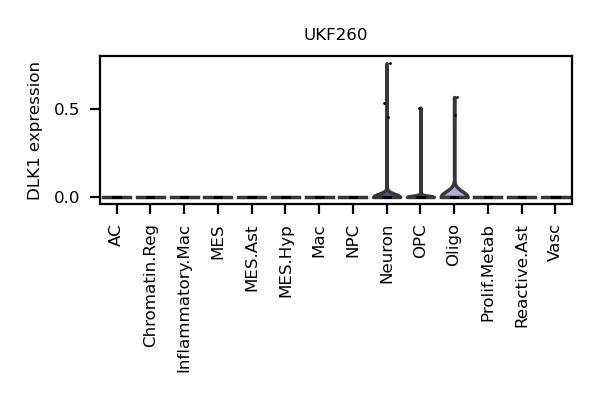 UKF260
DLK1 expression
0.5
0.0
AC
Chromatin.Reg
Inflammatory.Mac
MES
MES.Ast
MES.Hyp
Mac
NPC
Neuron
OPC
Oligo
Prolif.Metab
Reactive.Ast
Vasc